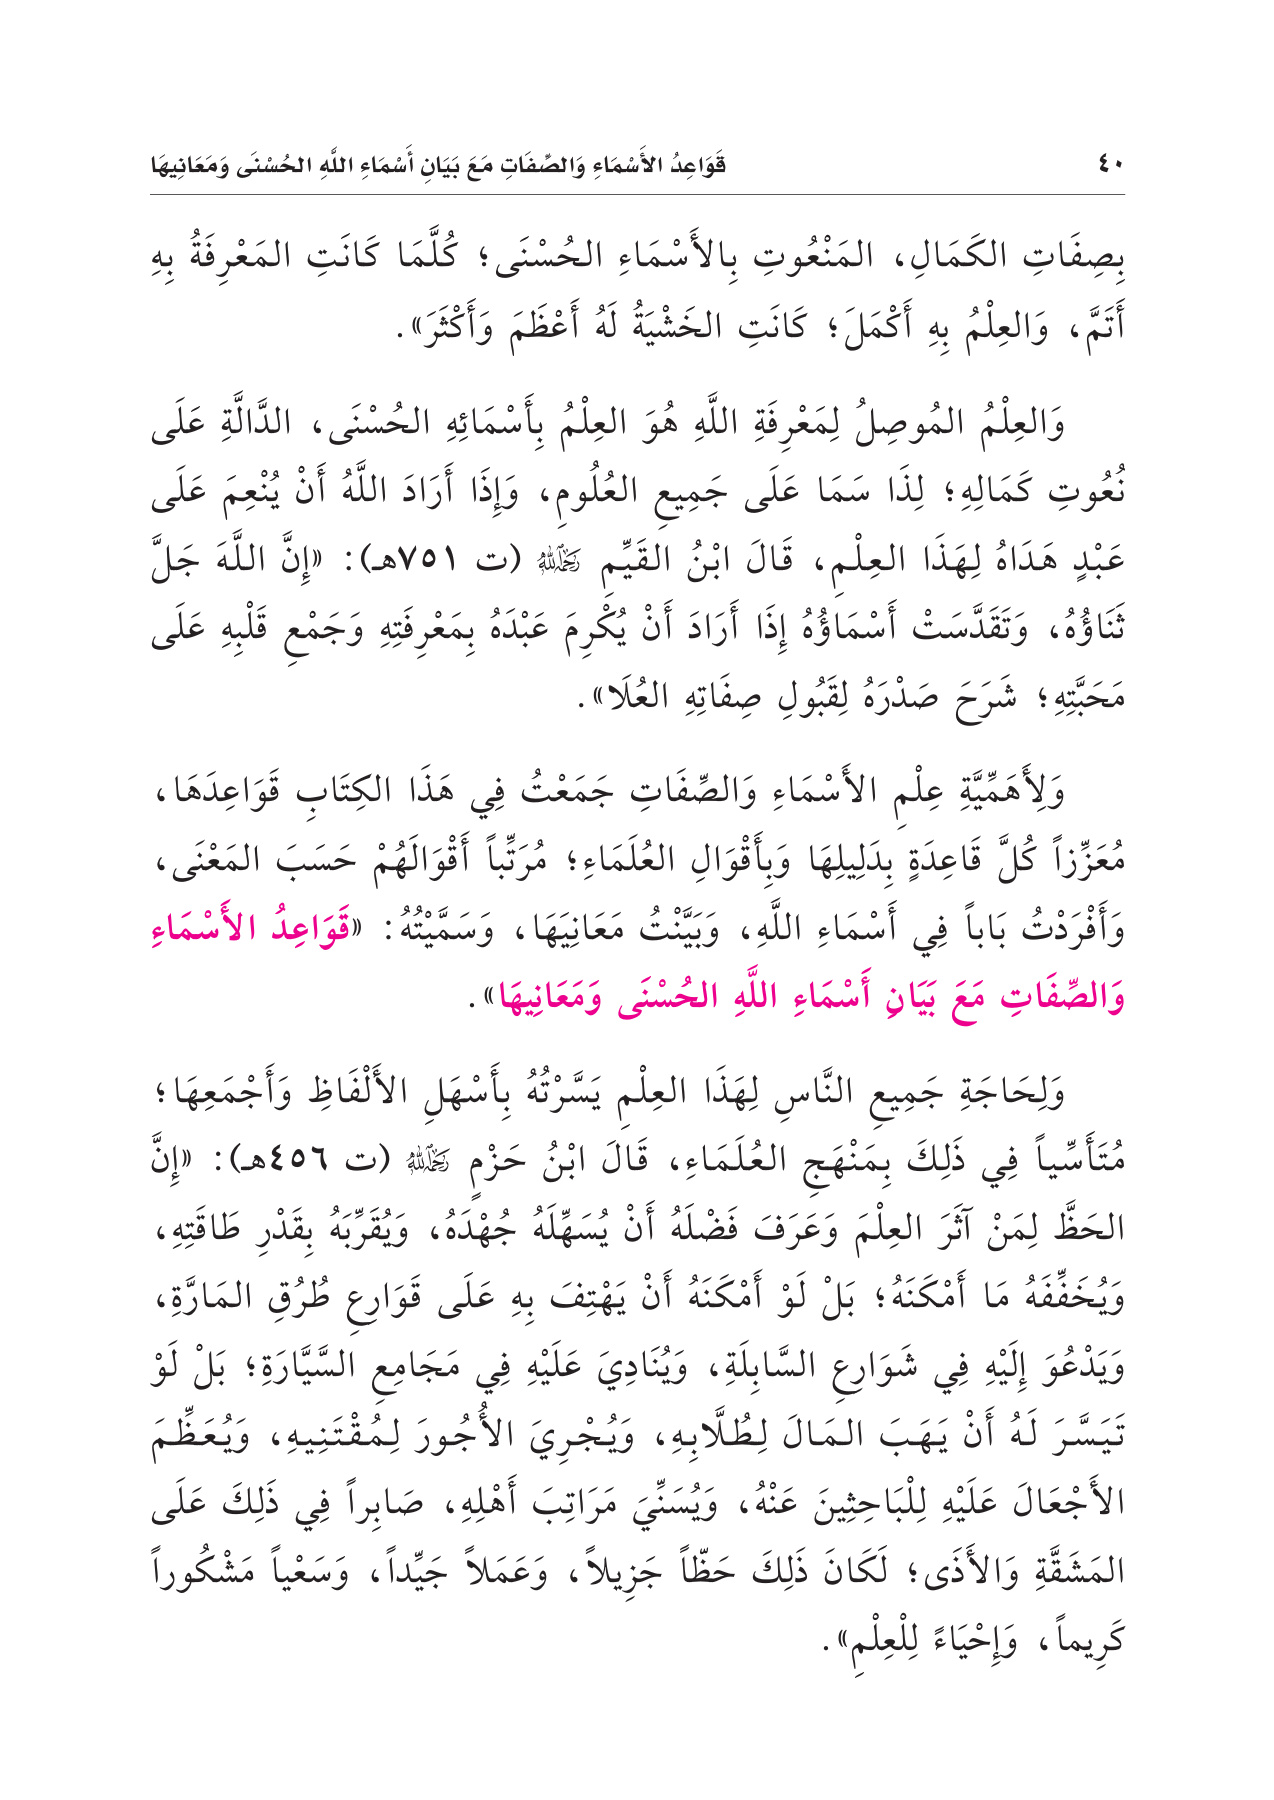 ٤٠ قَوَاعِدُ الأَسْمَاءِ وَالصِّفَاتِ مَعَ بَيَانِ أَسْمَاءِ اللَّهِ الحُسْنَى وَمَعَانِيهَا
بِصِفَاتِ الكَمَالِ، المَنْعُوتِ بِالأَسْمَاءِ الحُسْنَى؛ كُلَّمَا كَانَتِ المَعْرِفَةُ بِهِ
أَتَمَّ، وَالعِلْمُ بِهِ أَكْمَلَ؛ كَانَتِ الخَشْيَةُ لَهُ أَعْظَمَ وَأَكْثَرَ».
وَالعِلْمُ المُوصِلُ لِمَعْرِفَةِ اللَّهِ هُوَ العِلْمُ بِأَسْمَائِهِ الحُسْنَى، الدَّالَّةِ عَلَى
نُعُوتِ كَمَالِهِ؛ لِذَا سَمَا عَلَى جَمِيعِ العُلُومِ، وَإِذَا أَرَادَ اللَّهُ أَنْ يُنْعِمَ عَلَى
عَبْدٍ هَدَاهُ لِهَذَا العِلْمِ، قَالَ ابْنُ القَيِّمِ رَحِمَهُ اللَّهُ (ت ٧٥١هـ): «إِنَّ اللَّهَ جَلَّ
ثَنَاؤُهُ، وَتَقَدَّسَتْ أَسْمَاؤُهُ إِذَا أَرَادَ أَنْ يُكْرِمَ عَبْدَهُ بِمَعْرِفَتِهِ وَجَمْعِ قَلْبِهِ عَلَى
مَحَبَّتِهِ؛ شَرَحَ صَدْرَهُ لِقَبُولِ صِفَاتِهِ العُلَا».
وَلِأَهَمِّيَّةِ عِلْمِ الأَسْمَاءِ وَالصِّفَاتِ جَمَعْتُ فِي هَذَا الكِتَابِ قَوَاعِدَهَا،
مُعَزِّزاً كُلَّ قَاعِدَةٍ بِدَلِيلِهَا وَبِأَقْوَالِ العُلَمَاءِ؛ مُرَتِّباً أَقْوَالَهُمْ حَسَبَ المَعْنَى،
وَأَفْرَدْتُ بَاباً فِي أَسْمَاءِ اللَّهِ، وَبَيَّنْتُ مَعَانِيَهَا، وَسَمَّيْتُهُ: «قَوَاعِدُ الأَسْمَاءِ
وَالصِّفَاتِ مَعَ بَيَانِ أَسْمَاءِ اللَّهِ الحُسْنَى وَمَعَانِيهَا».
وَلِحَاجَةِ جَمِيعِ النَّاسِ لِهَذَا العِلْمِ يَسَّرْتُهُ بِأَسْهَلِ الأَلْفَاظِ وَأَجْمَعِهَا؛
مُتَأَسِّياً فِي ذَلِكَ بِمَنْهَجِ العُلَمَاءِ، قَالَ ابْنُ حَزْمٍ رَحِمَهُ اللَّهُ (ت ٤٥٦هـ): «إِنَّ
الحَظَّ لِمَنْ آثَرَ العِلْمَ وَعَرَفَ فَضْلَهُ أَنْ يُسَهِّلَهُ جُهْدَهُ، وَيُقَرِّبَهُ بِقَدْرِ طَاقَتِهِ،
وَيُخَفِّفَهُ مَا أَمْكَنَهُ؛ بَلْ لَوْ أَمْكَنَهُ أَنْ يَهْتِفَ بِهِ عَلَى قَوَارِعِ طُرُقِ المَارَّةِ،
وَيَدْعُوَ إِلَيْهِ فِي شَوَارِعِ السَّابِلَةِ، وَيُنَادِيَ عَلَيْهِ فِي مَجَامِعِ السَّيَّارَةِ؛ بَلْ لَوْ
تَيَسَّرَ لَهُ أَنْ يَهَبَ المَالَ لِطُلَّابِهِ، وَيُجْرِيَ الأُجُورَ لِمُقْتَنِيهِ، وَيُعَظِّمَ
الأَجْعَالَ عَلَيْهِ لِلْبَاحِثِينَ عَنْهُ، وَيُسَنِّيَ مَرَاتِبَ أَهْلِهِ، صَابِراً فِي ذَلِكَ عَلَى
المَشَقَّةِ وَالأَذَى؛ لَكَانَ ذَلِكَ حَظّاً جَزِيلاً، وَعَمَلاً جَيِّداً، وَسَعْياً مَشْكُوراً
كَرِيماً، وَإِحْيَاءً لِلْعِلْمِ».